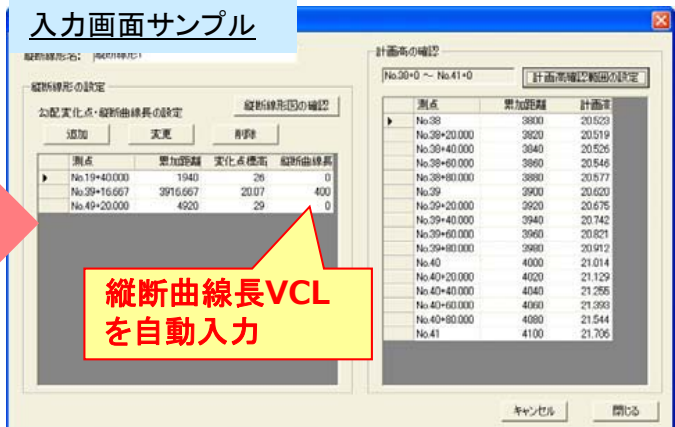 入力画面サンプル
縦断線形名: 縦断線形1
縦断線形の設定
勾配変化点・縦断曲線長の設定
縦断線形図の確認
追加 変更 削除
測点 累加距離 変化点標高 縦断曲線長
No.19+40.000 1940 26 0
No.39+16.667 3916.667 20.07 400
No.49+20.000 4920 29 0
縦断曲線長VCL
を自動入力
計画高の確認
No.38+0 ~ No.41+0 計画高確認範囲の設定
測点 累加距離 計画高
No.38 3800 20.523
No.38+20.000 3820 20.519
No.38+40.000 3840 20.526
No.38+60.000 3860 20.546
No.38+80.000 3880 20.577
No.39 3900 20.620
No.39+20.000 3920 20.675
No.39+40.000 3940 20.742
No.39+60.000 3960 20.821
No.39+80.000 3980 20.912
No.40 4000 21.014
No.40+20.000 4020 21.129
No.40+40.000 4040 21.255
No.40+60.000 4060 21.393
No.40+80.000 4080 21.544
No.41 4100 21.706
キャンセル 閉じる